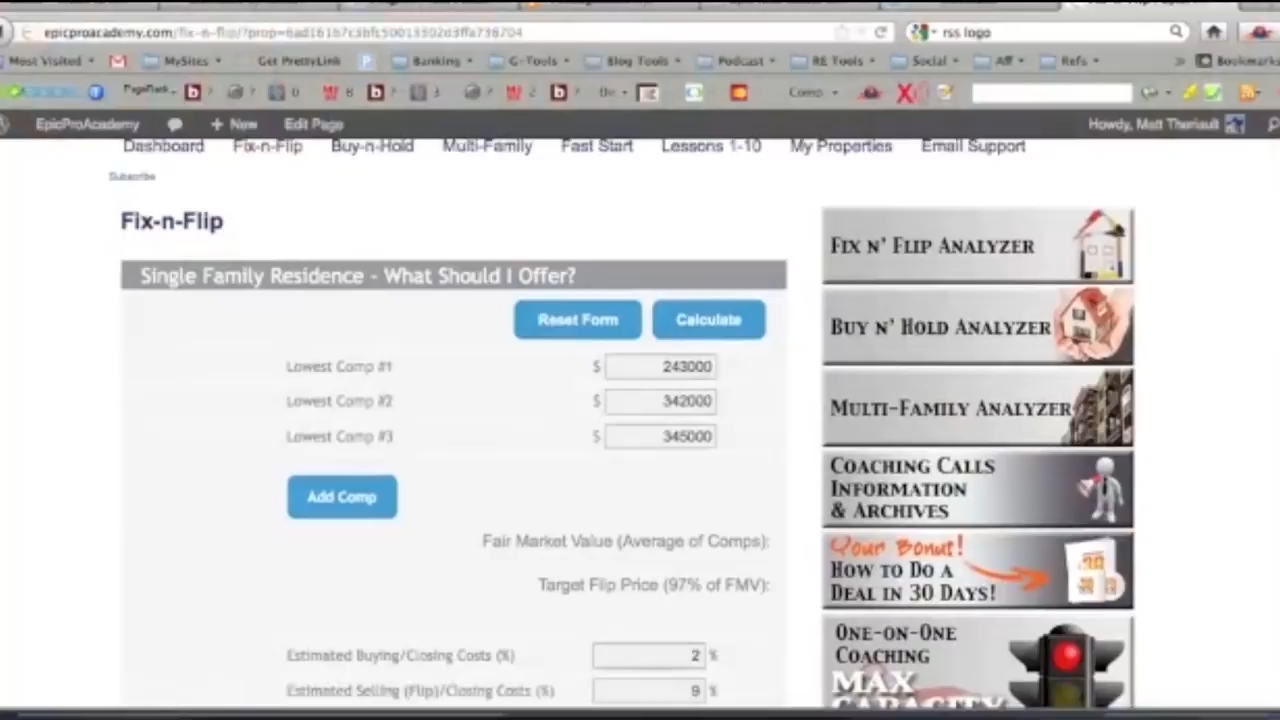 epicproacademy.com/fix-n-flip/?prop=
rss logo
Most Visited MySites Get PrettyLink Banking G-Tools Blog Tools Podcast RE Tools Social Aff Refs Bookmarks
PageRank Comp
EpicProAcademy + New Edit Page Howdy, Matt Theriault
Dashboard Fix-n-Flip Buy-n-Hold Multi-Family Fast Start Lessons 1-10 My Properties Email Support
Subscribe
Fix-n-Flip
Single Family Residence - What Should I Offer?
Reset Form Calculate
Lowest Comp #1 $ 243000
Lowest Comp #2 $ 342000
Lowest Comp #3 $ 345000
Add Comp
Fair Market Value (Average of Comps):
Target Flip Price (97% of FMV):
Estimated Buying/Closing Costs (%) 2 %
Estimated Selling (Flip)/Closing Costs (%) 9 %
FIX N' FLIP ANALYZER
BUY N' HOLD ANALYZER
MULTI-FAMILY ANALYZER
COACHING CALLS
INFORMATION
& ARCHIVES
Your Bonus!
HOW TO DO A
DEAL IN 30 DAYS!
ONE-ON-ONE
COACHING
MAX
CAPACITY